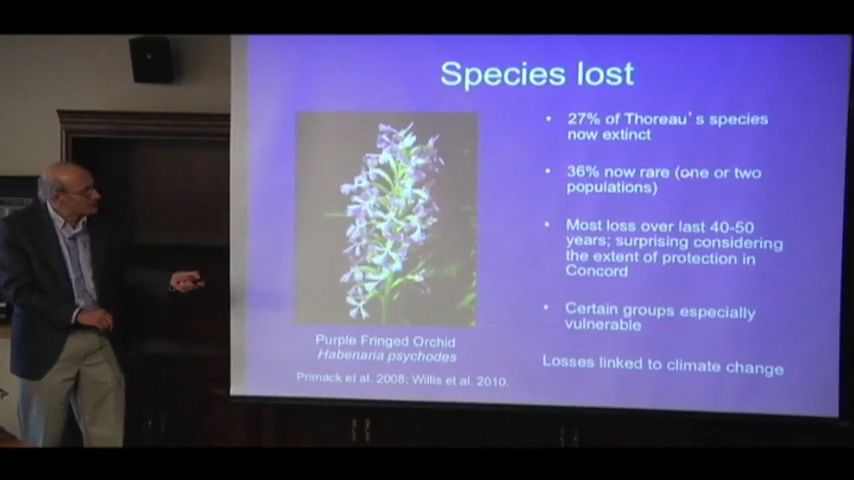 Species lost
• 27% of Thoreau's species
now extinct
• 36% now rare (one or two
populations)
• Most loss over last 40-50
years; surprising considering
the extent of protection in
Concord
• Certain groups especially
vulnerable
Losses linked to climate change
Purple Fringed Orchid
Habenaria psychodes
Primack et al. 2008; Willis et al. 2010.